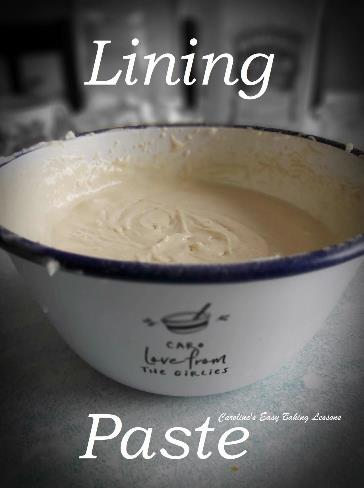 Lining
CARO
Love from
THE GIRLIES
Caroline's Easy Baking Lessons
Paste